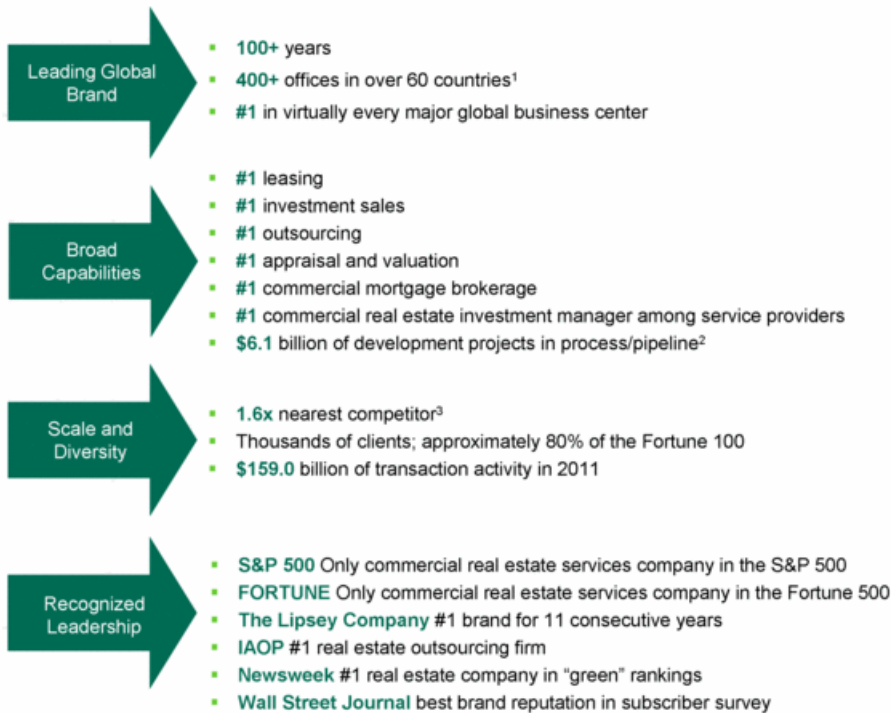 Leading Global
Brand
▪ 100+ years
▪ 400+ offices in over 60 countries¹
▪ #1 in virtually every major global business center
Broad
Capabilities
▪ #1 leasing
▪ #1 investment sales
▪ #1 outsourcing
▪ #1 appraisal and valuation
▪ #1 commercial mortgage brokerage
▪ #1 commercial real estate investment manager among service providers
▪ $6.1 billion of development projects in process/pipeline²
Scale and
Diversity
▪ 1.6x nearest competitor³
▪ Thousands of clients; approximately 80% of the Fortune 100
▪ $159.0 billion of transaction activity in 2011
Recognized
Leadership
▪ S&P 500 Only commercial real estate services company in the S&P 500
▪ FORTUNE Only commercial real estate services company in the Fortune 500
▪ The Lipsey Company #1 brand for 11 consecutive years
▪ IAOP #1 real estate outsourcing firm
▪ Newsweek #1 real estate company in “green” rankings
▪ Wall Street Journal best brand reputation in subscriber survey